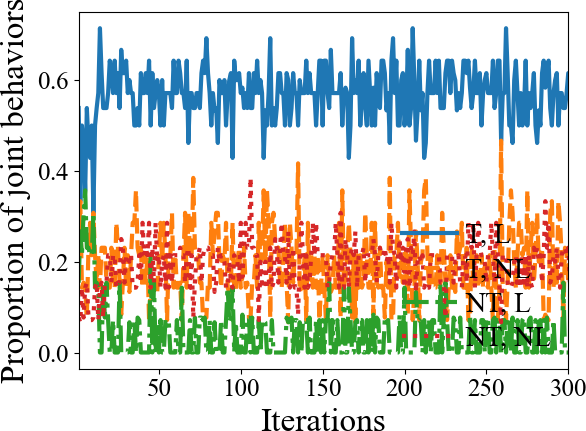 Proportion of joint behaviors
0.6
0.4
0.2
0.0
T, L
T, NL
NT, L
NT, NL
50
100
150
200
250
300
Iterations